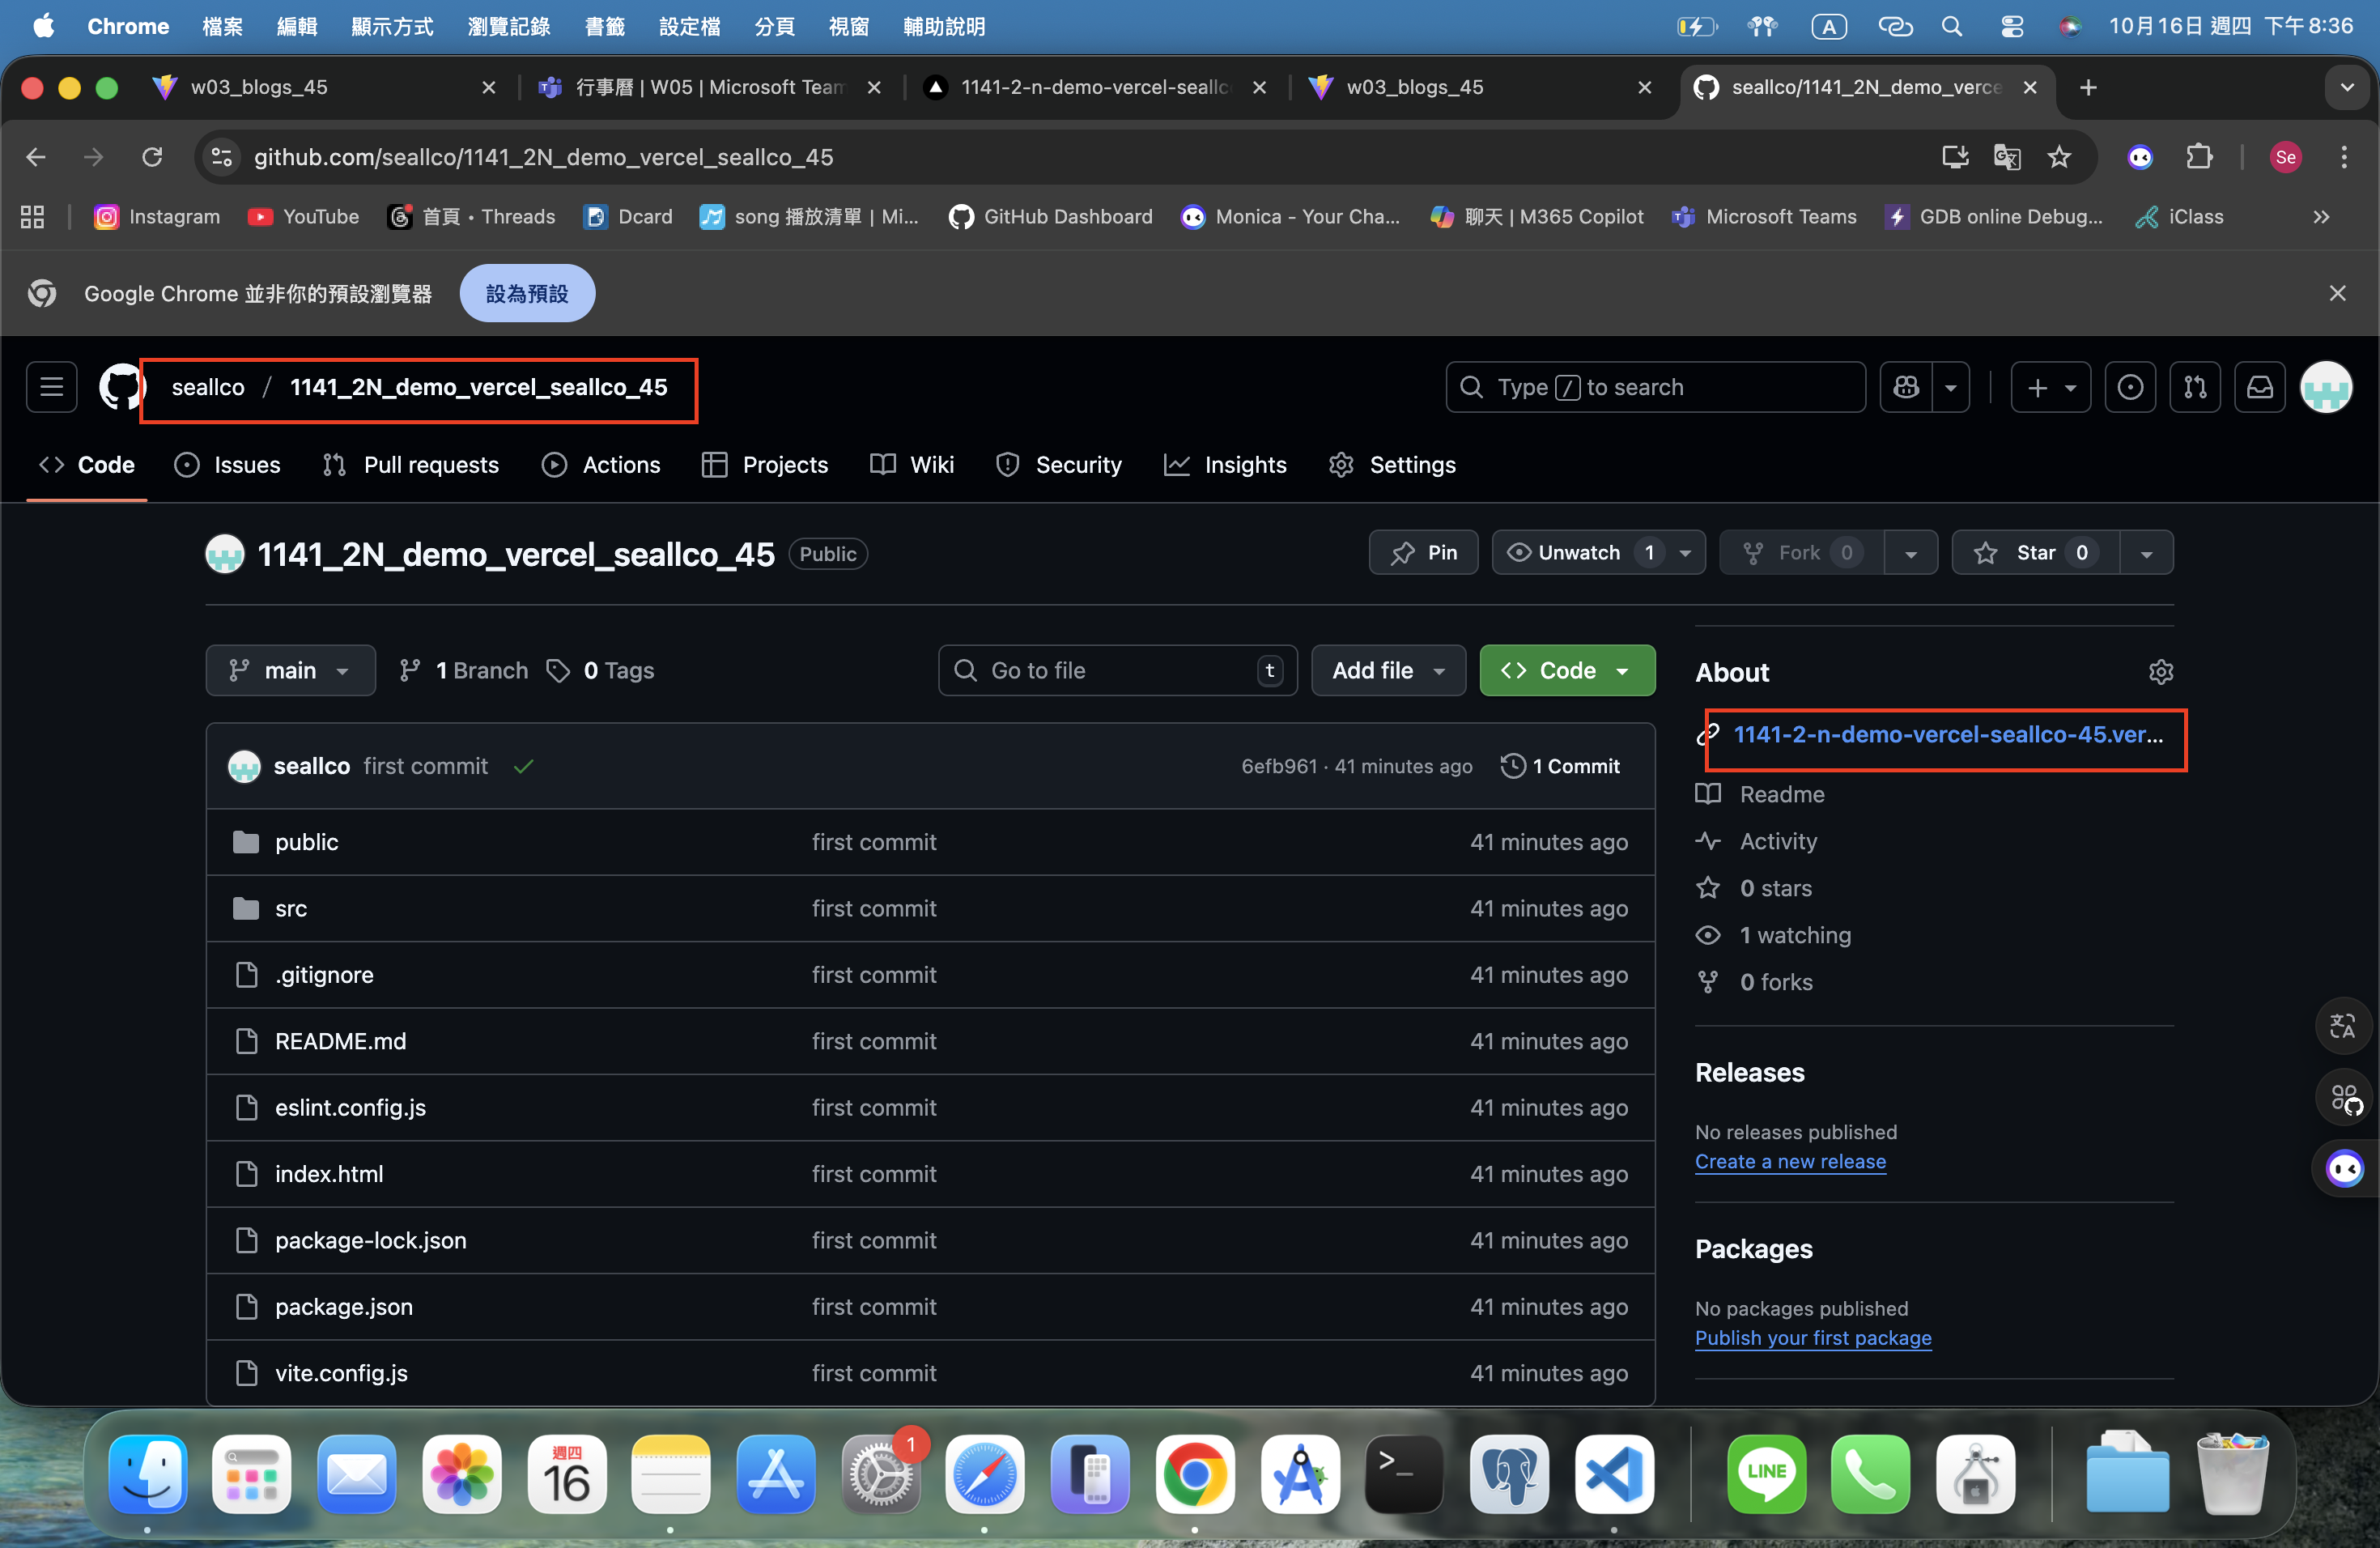 Chrome 檔案 編輯 顯示方式 瀏覽記錄 書籤 設定檔 分頁 視窗 輔助說明 A 10月16日 週四 下午8:36
w03_blogs_45 行事曆 | W05 | Microsoft Team 1141-2-n-demo-vercel-seallc w03_blogs_45 seallco/1141_2N_demo_verce
github.com/seallco/1141_2N_demo_vercel_seallco_45 Se
Instagram YouTube 首頁 • Threads Dcard song 播放清單 | Mi... GitHub Dashboard Monica - Your Cha... 聊天 | M365 Copilot Microsoft Teams GDB online Debug... iClass
Google Chrome 並非你的預設瀏覽器 設為預設
seallco / 1141_2N_demo_vercel_seallco_45 Type / to search
Code Issues Pull requests Actions Projects Wiki Security Insights Settings
1141_2N_demo_vercel_seallco_45 Public Pin Unwatch 1 Fork 0 Star 0
main 1 Branch 0 Tags Go to file t Add file Code
seallco first commit 6efb961 · 41 minutes ago 1 Commit
public first commit 41 minutes ago
src first commit 41 minutes ago
.gitignore first commit 41 minutes ago
README.md first commit 41 minutes ago
eslint.config.js first commit 41 minutes ago
index.html first commit 41 minutes ago
package-lock.json first commit 41 minutes ago
package.json first commit 41 minutes ago
vite.config.js first commit 41 minutes ago
About
1141-2-n-demo-vercel-seallco-45.ver...
Readme
Activity
0 stars
1 watching
0 forks
Releases
No releases published
Create a new release
Packages
No packages published
Publish your first package
週四
16
1
LINE